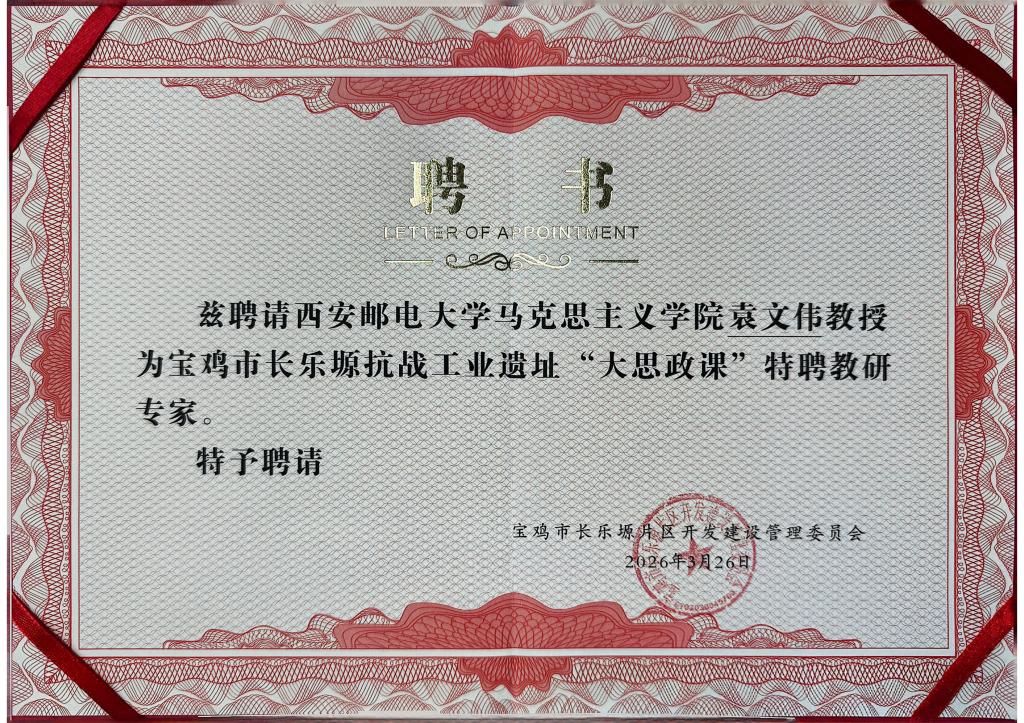 聘 书
LETTER OF APPOINTMENT
兹聘请西安邮电大学马克思主义学院袁文伟教授
为宝鸡市长乐塬抗战工业遗址“大思政课”特聘教研
专家。
特予聘请
宝鸡市长乐塬片区开发建设管理委员会
2026年3月26日